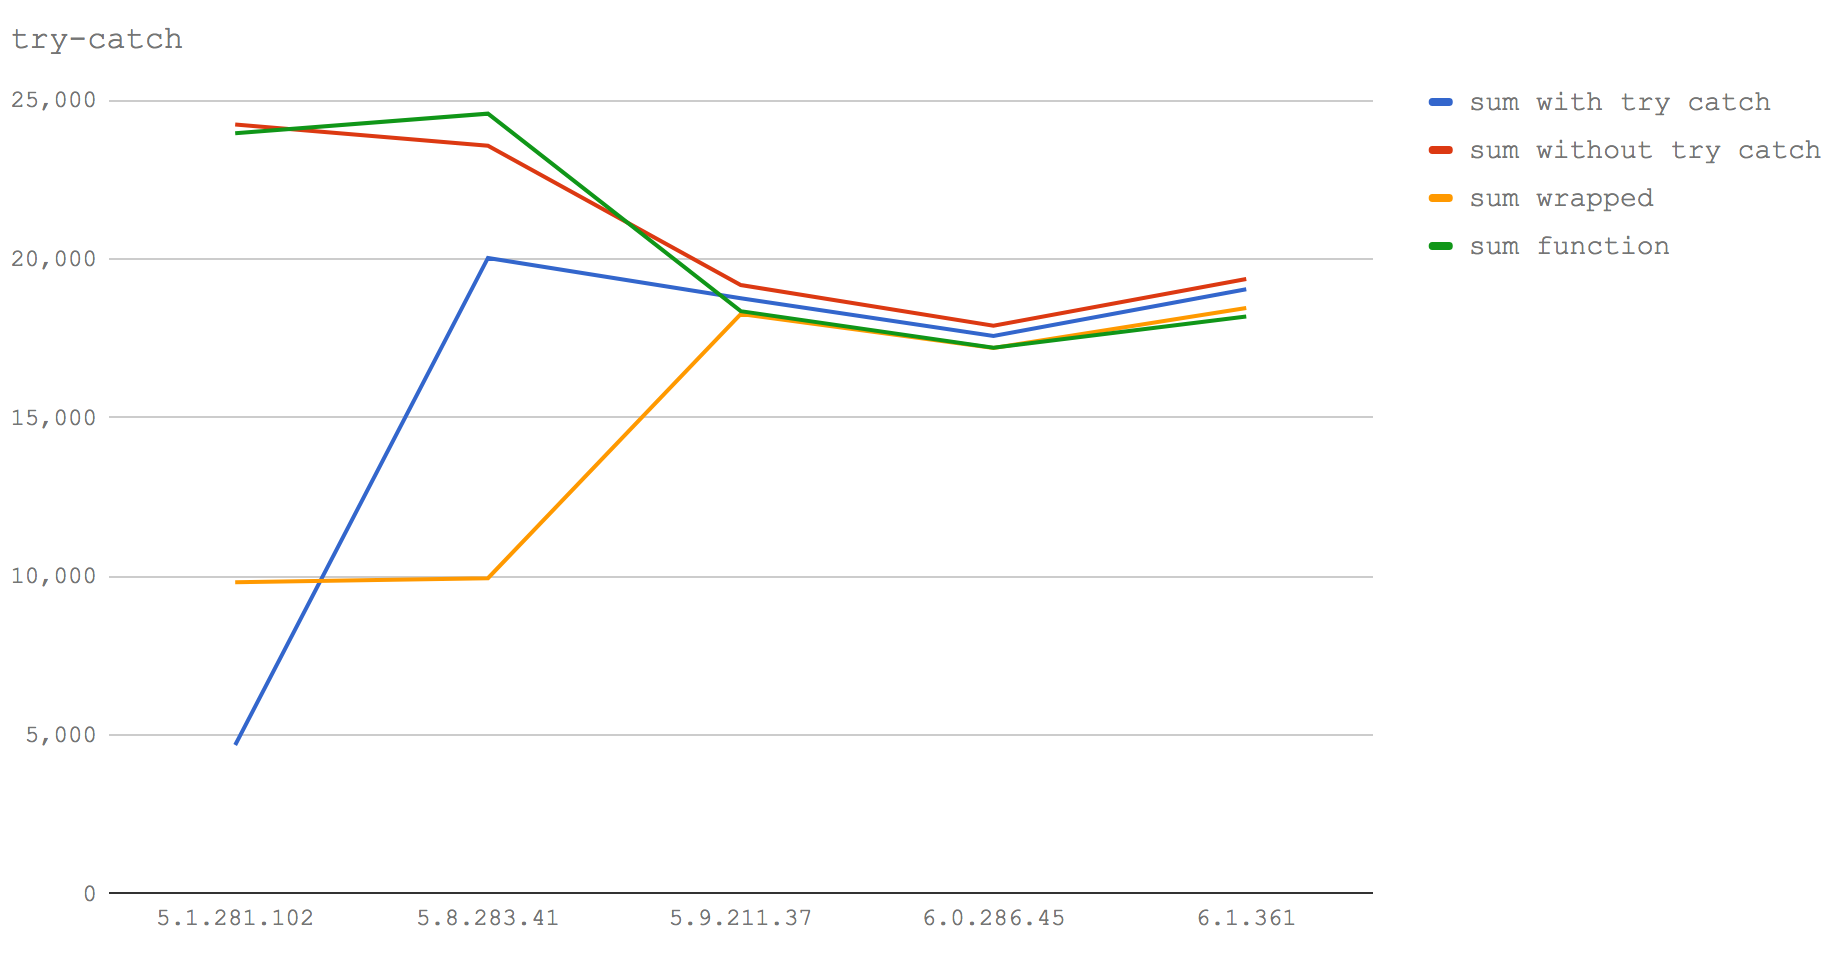 try-catch
25,000
20,000
15,000
10,000
5,000
0
5.1.281.102
5.8.283.41
5.9.211.37
6.0.286.45
6.1.361
sum with try catch
sum without try catch
sum wrapped
sum function